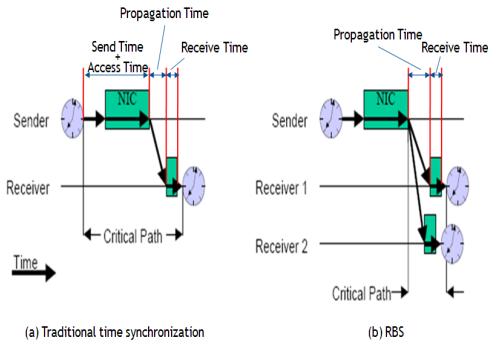 Propagation Time
Send Time
+
Access Time
Receive Time
NIC
Sender
Receiver
Critical Path
Time
(a) Traditional time synchronization
Propagation Time
Receive Time
NIC
Sender
Receiver 1
Receiver 2
Critical Path
(b) RBS